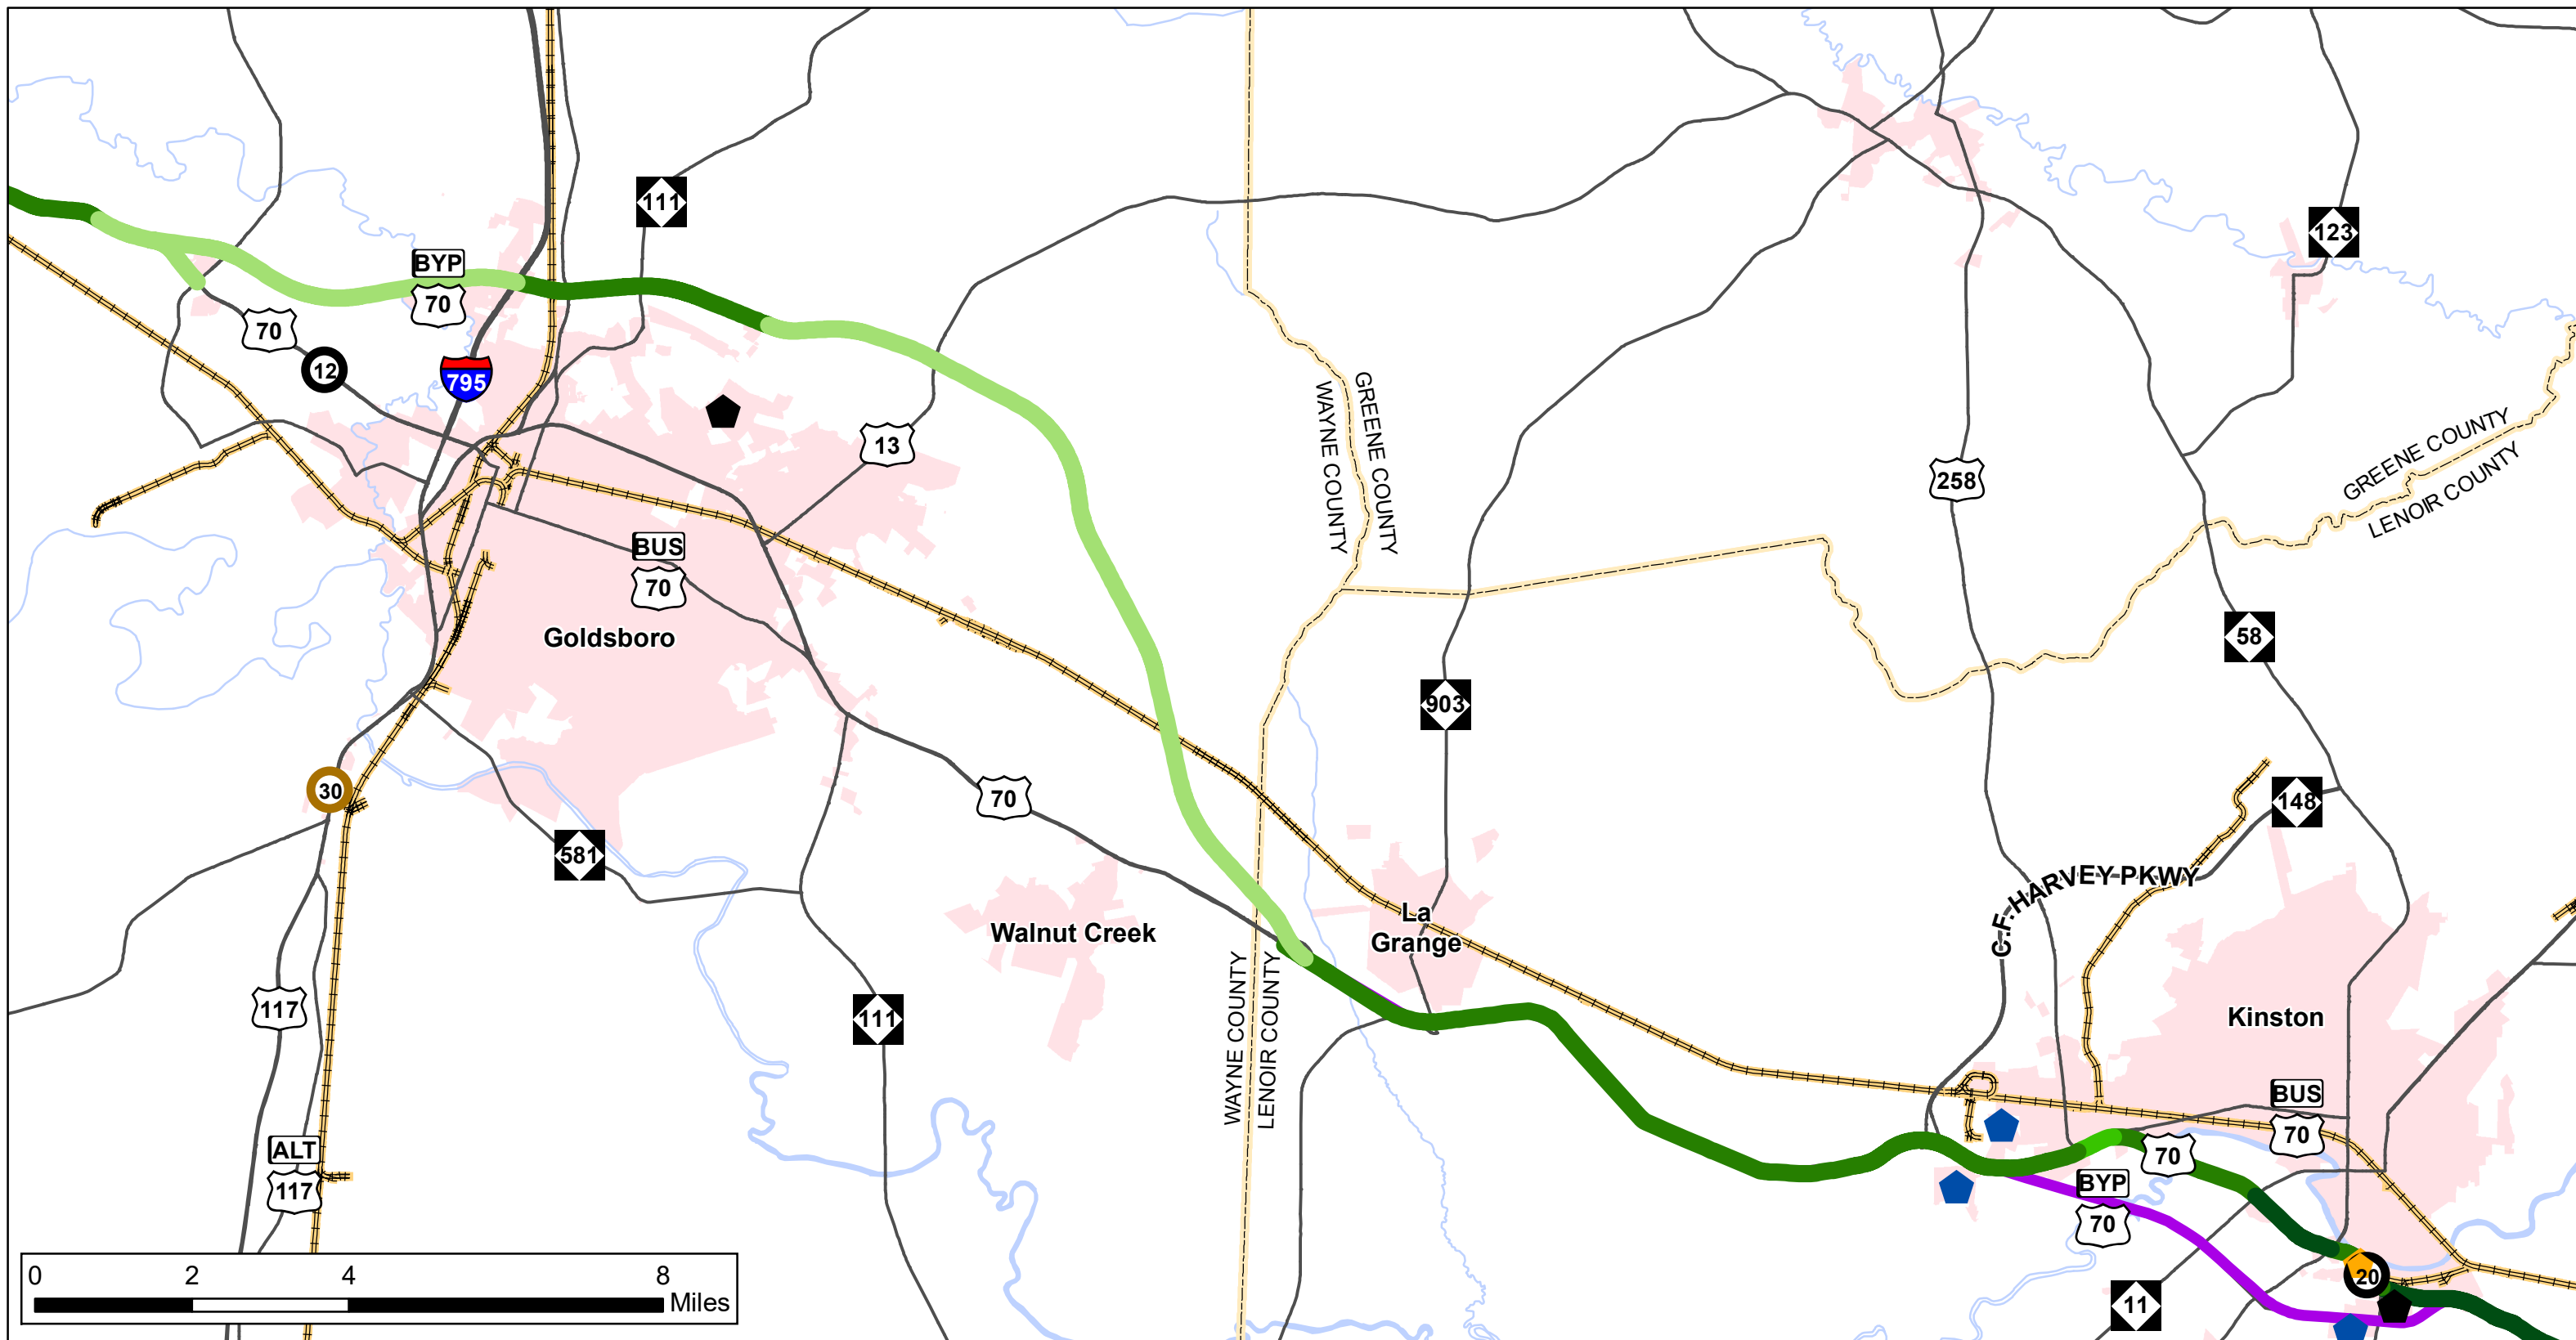 111
123
BYP
70
70
12
795
13
GREENE COUNTY
WAYNE COUNTY
258
GREENE COUNTY
LENOIR COUNTY
BUS
70
Goldsboro
58
903
30
70
148
581
C.F. HARVEY PKWY
La
Grange
Walnut Creek
WAYNE COUNTY
LENOIR COUNTY
117
111
Kinston
BUS
70
70
ALT
117
BYP
70
20
11
0 2 4 8
Miles